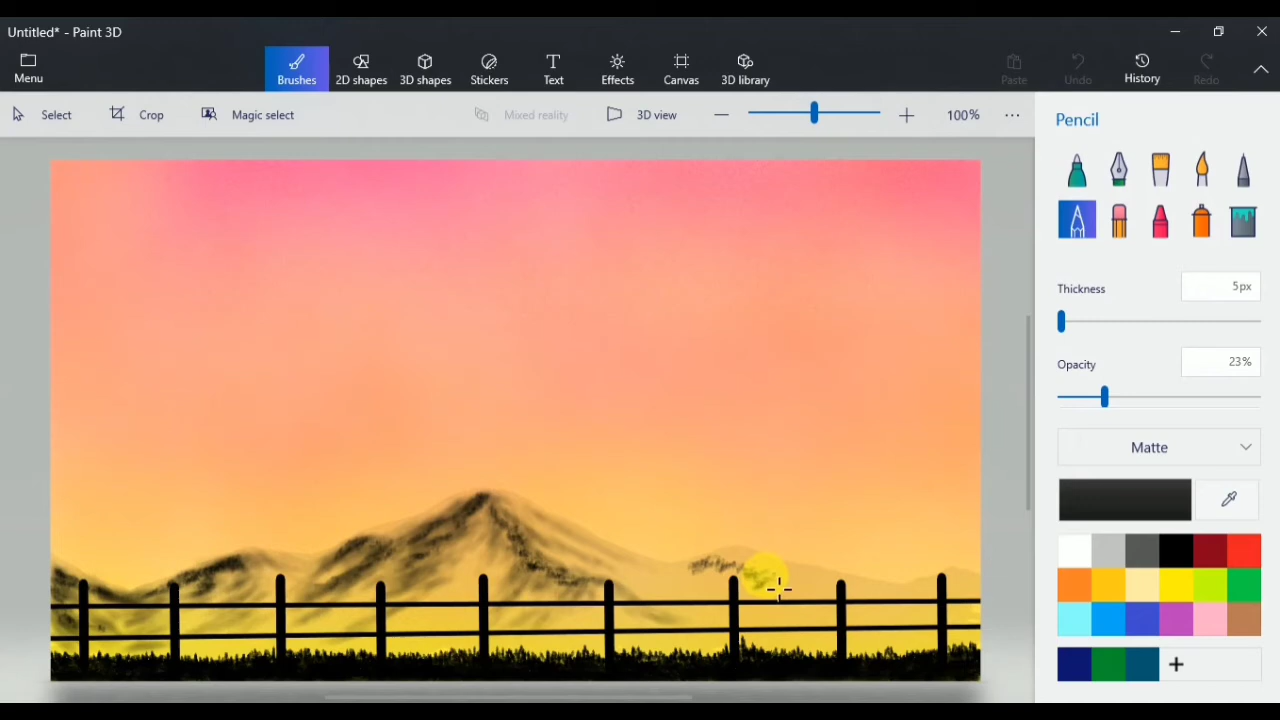 Untitled* - Paint 3D
Menu
Brushes
2D shapes
3D shapes
Stickers
Text
Effects
Canvas
3D library
Paste
Undo
History
Redo
Select
Crop
Magic select
Mixed reality
3D view
100%
Pencil
Thickness
5px
Opacity
23%
Matte